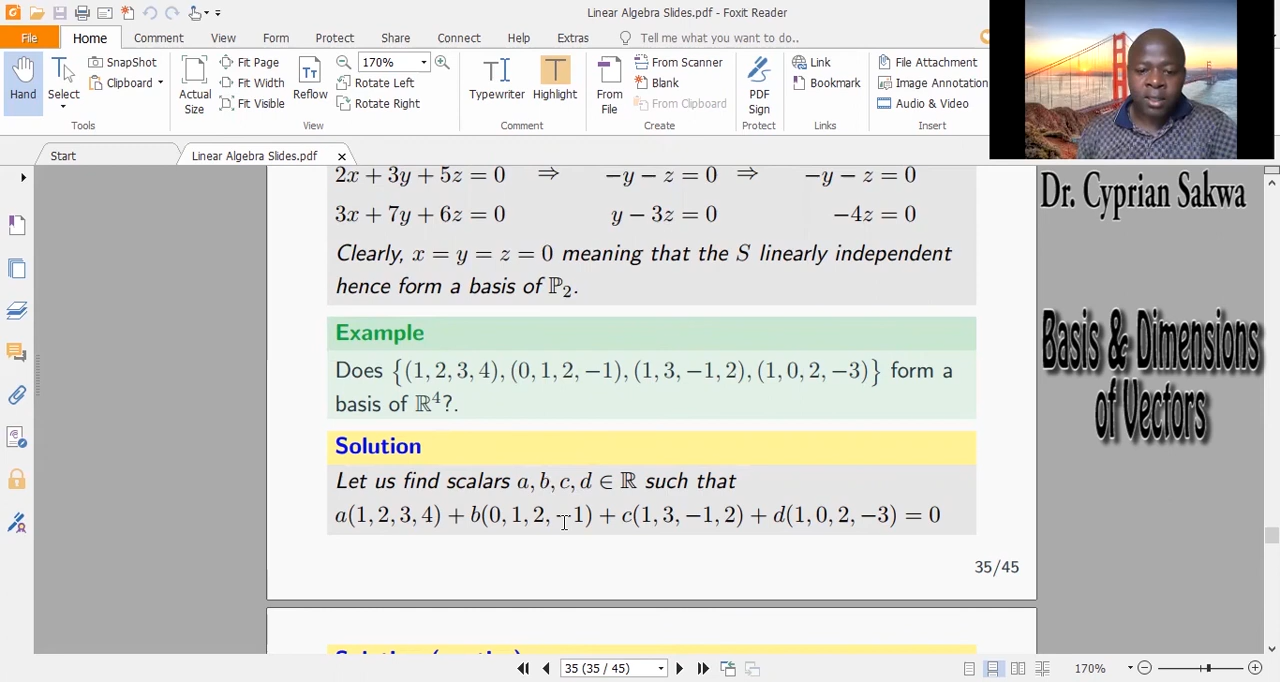 Linear Algebra Slides.pdf - Foxit Reader
File Home Comment View Form Protect Share Connect Help Extras Tell me what you want to do..
Hand
Select
SnapShot
Clipboard
Tools
Actual Size
Fit Page
Fit Width
Fit Visible
Reflow
170%
Rotate Left
Rotate Right
View
Typewriter
Highlight
Comment
From File
From Scanner
Blank
From Clipboard
Create
PDF Sign
Protect
Link
Bookmark
Links
File Attachment
Image Annotation
Audio & Video
Insert
Start
Linear Algebra Slides.pdf
2x + 3y + 5z = 0 ⇒ −y − z = 0 ⇒ −y − z = 0
3x + 7y + 6z = 0 y − 3z = 0 −4z = 0
Clearly, x = y = z = 0 meaning that the S linearly independent
hence form a basis of ℙ₂.
Example
Does {(1, 2, 3, 4), (0, 1, 2, −1), (1, 3, −1, 2), (1, 0, 2, −3)} form a
basis of ℝ⁴?.
Solution
Let us find scalars a, b, c, d ∈ ℝ such that
a(1, 2, 3, 4) + b(0, 1, 2, −1) + c(1, 3, −1, 2) + d(1, 0, 2, −3) = 0
35/45
Dr. Cyprian Sakwa
Basis & Dimensions
of Vectors
35 (35 / 45)
170%